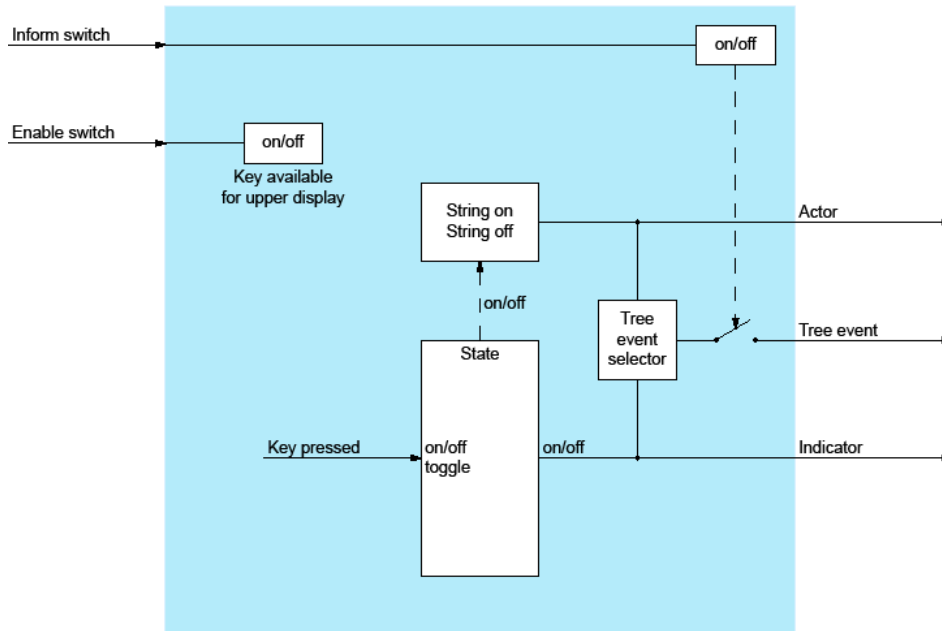 Inform switch
on/off
Enable switch
on/off
Key available
for upper display
String on
String off
Actor
on/off
Tree
event
selector
Tree event
State
Key pressed
on/off
toggle
on/off
Indicator